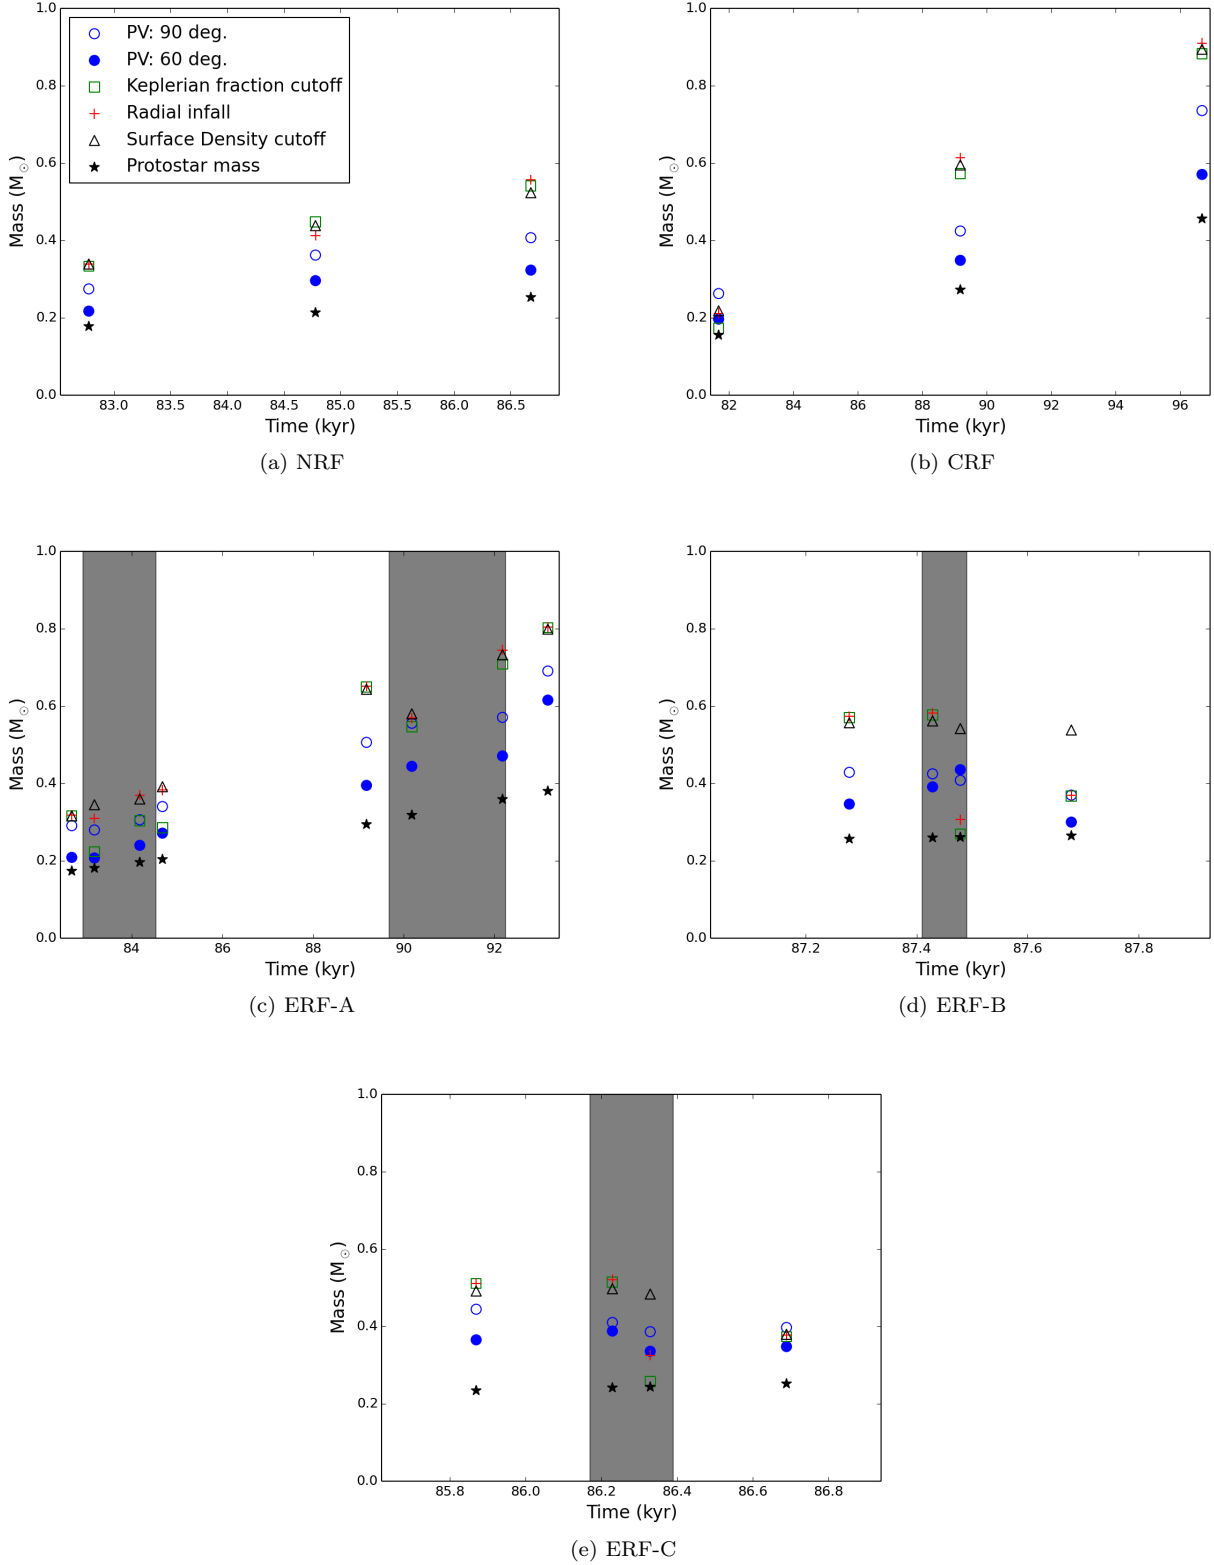 1.0
0.8
0.6
0.4
0.2
0.0
Mass (M☉)
PV: 90 deg.
PV: 60 deg.
Keplerian fraction cutoff
Radial infall
Surface Density cutoff
Protostar mass
83.0 83.5 84.0 84.5 85.0 85.5 86.0 86.5
Time (kyr)
(a) NRF
1.0
0.8
0.6
0.4
0.2
0.0
Mass (M☉)
82 84 86 88 90 92 94 96
Time (kyr)
(b) CRF
1.0
0.8
0.6
0.4
0.2
0.0
Mass (M☉)
84 86 88 90 92
Time (kyr)
(c) ERF-A
1.0
0.8
0.6
0.4
0.2
0.0
Mass (M☉)
87.2 87.4 87.6 87.8
Time (kyr)
(d) ERF-B
1.0
0.8
0.6
0.4
0.2
0.0
Mass (M☉)
85.8 86.0 86.2 86.4 86.6 86.8
Time (kyr)
(e) ERF-C